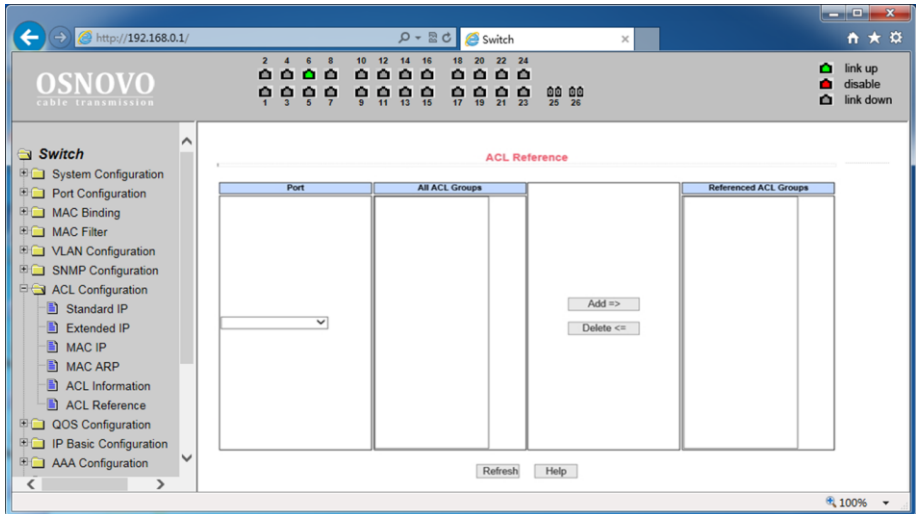 http://192.168.0.1/
Switch
OSNOVO
cable transmission
2 4 6 8 10 12 14 16 18 20 22 24
1 3 5 7 9 11 13 15 17 19 21 23 25 26
link up
disable
link down
Switch
System Configuration
Port Configuration
MAC Binding
MAC Filter
VLAN Configuration
SNMP Configuration
ACL Configuration
Standard IP
Extended IP
MAC IP
MAC ARP
ACL Information
ACL Reference
QOS Configuration
IP Basic Configuration
AAA Configuration
ACL Reference
Port
All ACL Groups
Referenced ACL Groups
Add =>
Delete <=
Refresh
Help
100%